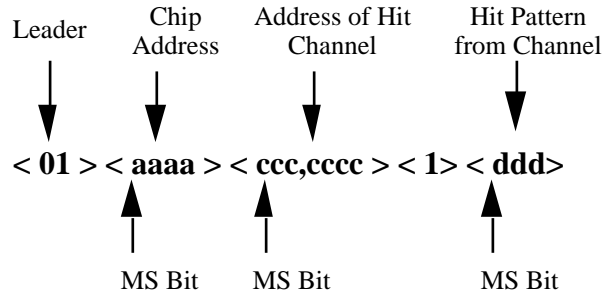 Leader
Chip
Address
Address of Hit
Channel
Hit Pattern
from Channel
< 01 >< aaaa >< ccc,cccc >< 1>< ddd>
MS Bit
MS Bit
MS Bit